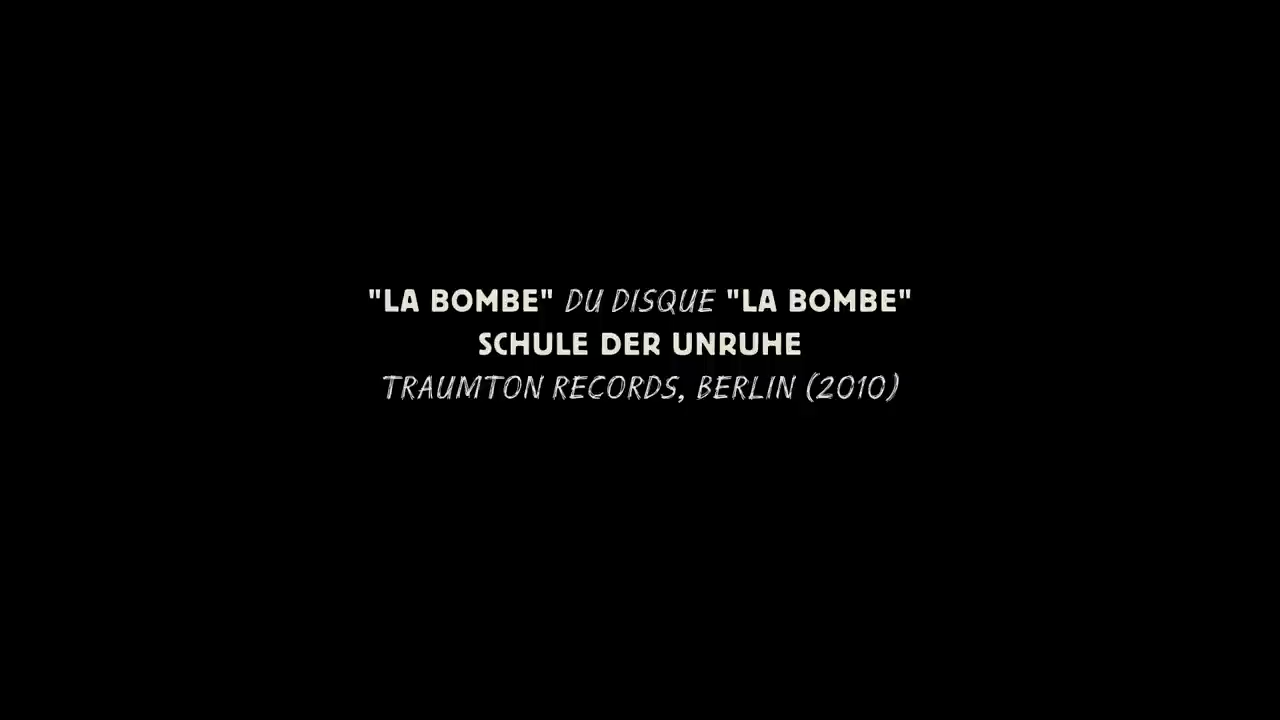 "LA BOMBE" DU DISQUE "LA BOMBE"
SCHULE DER UNRUHE
TRAUMTON RECORDS, BERLIN (2010)